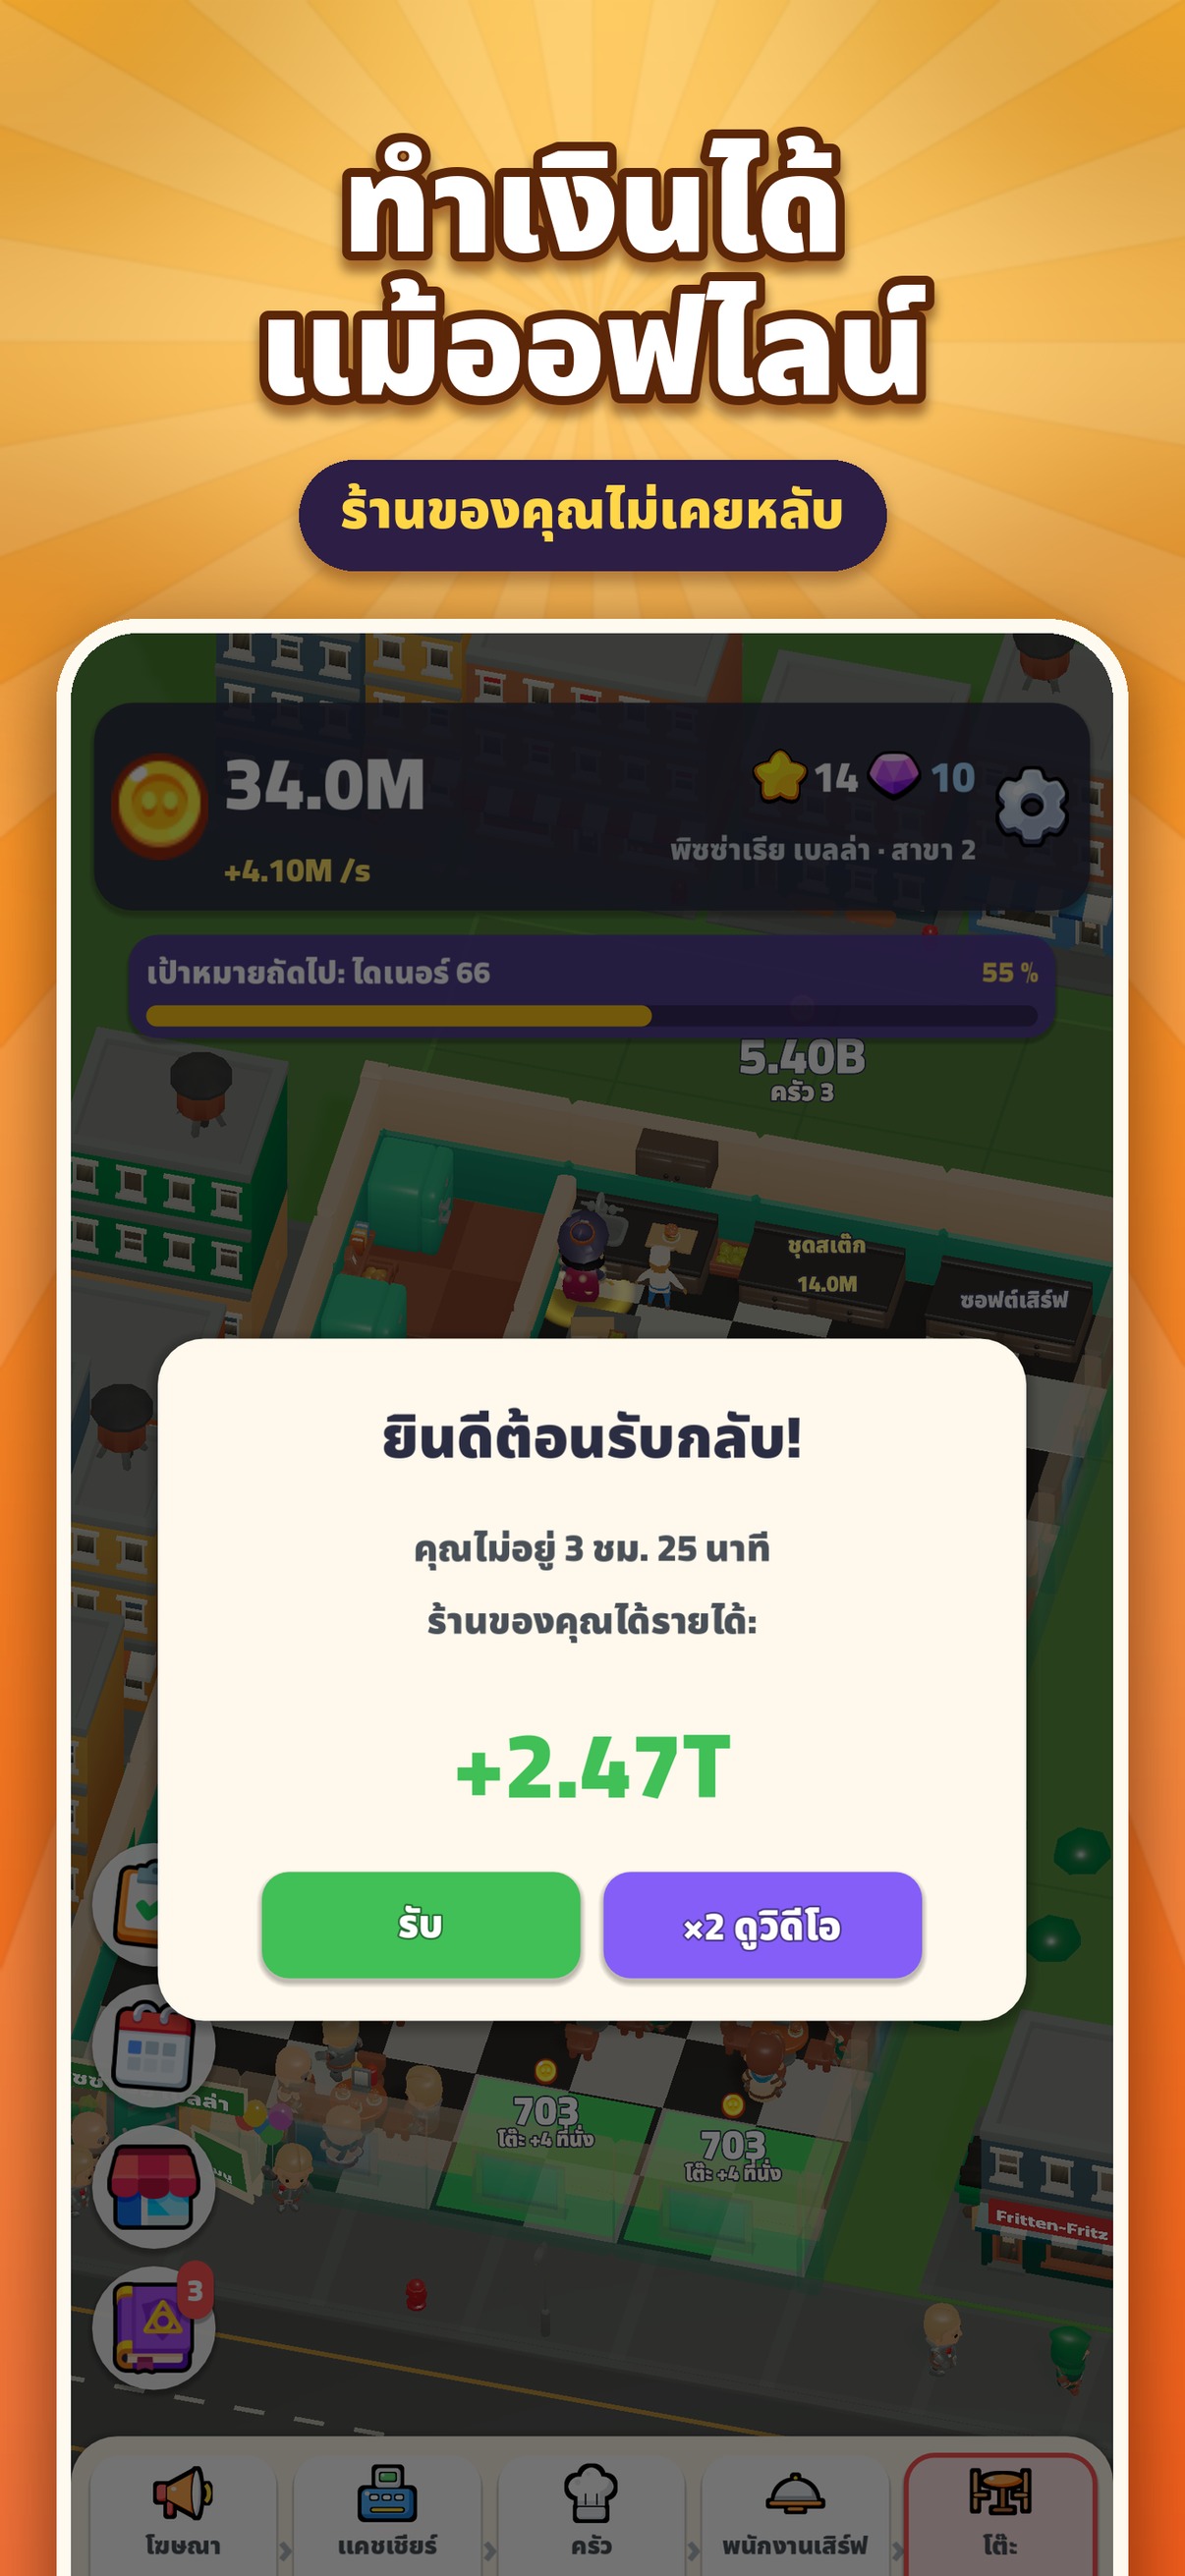 ทำเงินได้
แม้ออฟไลน์
ร้านของคุณไม่เคยหลับ
34.0M
14
10
+4.10M /s
พิซซ่าเรีย เบลล่า · สาขา 2
เป้าหมายถัดไป: ไดเนอร์ 66
55 %
5.40B
ครัว 3
ชุดสเต๊ก
14.0M
ซอฟต์เสิร์ฟ
ยินดีต้อนรับกลับ!
คุณไม่อยู่ 3 ชม. 25 นาที
ร้านของคุณได้รายได้:
+2.47T
รับ
×2 ดูวิดีโอ
703
โต๊ะ +4 ที่นั่ง
703
โต๊ะ +4 ที่นั่ง
Fritten-Fritz
3
โฆษณา
แคชเชียร์
ครัว
พนักงานเสิร์ฟ
โต๊ะ